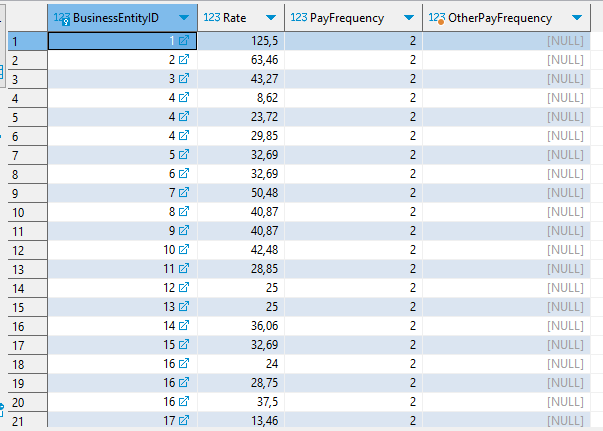 123 BusinessEntityID 123 Rate 123 PayFrequency 123 OtherPayFrequency
1 1 125,5 2 [NULL]
2 2 63,46 2 [NULL]
3 3 43,27 2 [NULL]
4 4 8,62 2 [NULL]
5 4 23,72 2 [NULL]
6 4 29,85 2 [NULL]
7 5 32,69 2 [NULL]
8 6 32,69 2 [NULL]
9 7 50,48 2 [NULL]
10 8 40,87 2 [NULL]
11 9 40,87 2 [NULL]
12 10 42,48 2 [NULL]
13 11 28,85 2 [NULL]
14 12 25 2 [NULL]
15 13 25 2 [NULL]
16 14 36,06 2 [NULL]
17 15 32,69 2 [NULL]
18 16 24 2 [NULL]
19 16 28,75 2 [NULL]
20 16 37,5 2 [NULL]
21 17 13,46 2 [NULL]